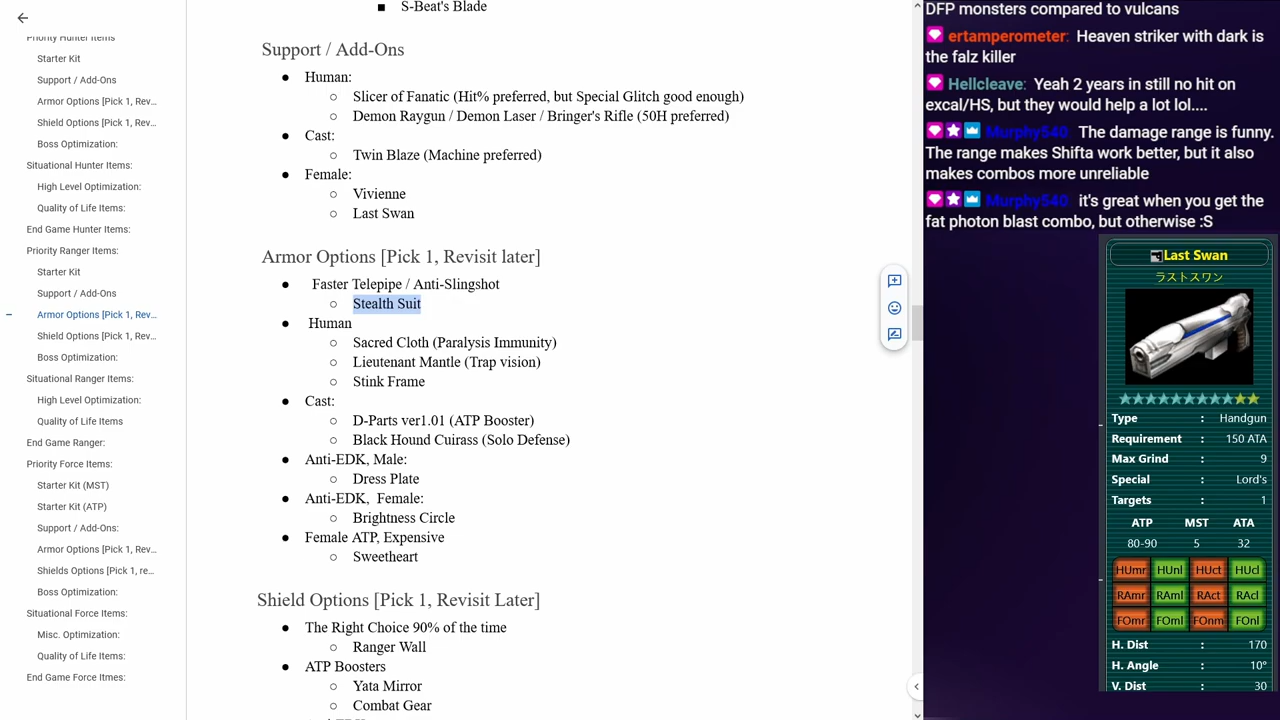 Priority Hunter Items
Starter Kit
Support / Add-Ons
Armor Options [Pick 1, Rev...
Shield Options [Pick 1, Rev...
Boss Optimization:
Situational Hunter Items:
High Level Optimization:
Quality of Life Items:
End Game Hunter Items:
Priority Ranger Items:
Starter Kit
Support / Add-Ons:
Armor Options [Pick 1, Rev...
Shield Options [Pick 1, Rev...
Boss Optimization:
Situational Ranger Items:
High Level Optimization:
Quality of Life Items
End Game Ranger:
Priority Force Items:
Starter Kit (MST)
Starter Kit (ATP)
Support / Add-Ons:
Armor Options [Pick 1, Rev...
Shields Options [Pick 1, re...
Boss Optimization:
Situational Force Items:
Misc. Optimization:
Quality of Life Items:
End Game Force Itmes:
■ S-Beat's Blade
Support / Add-Ons
● Human:
○ Slicer of Fanatic (Hit% preferred, but Special Glitch good enough)
○ Demon Raygun / Demon Laser / Bringer's Rifle (50H preferred)
● Cast:
○ Twin Blaze (Machine preferred)
● Female:
○ Vivienne
○ Last Swan
Armor Options [Pick 1, Revisit later]
● Faster Telepipe / Anti-Slingshot
○ Stealth Suit
● Human
○ Sacred Cloth (Paralysis Immunity)
○ Lieutenant Mantle (Trap vision)
○ Stink Frame
● Cast:
○ D-Parts ver1.01 (ATP Booster)
○ Black Hound Cuirass (Solo Defense)
● Anti-EDK, Male:
○ Dress Plate
● Anti-EDK, Female:
○ Brightness Circle
● Female ATP, Expensive
○ Sweetheart
Shield Options [Pick 1, Revisit Later]
● The Right Choice 90% of the time
○ Ranger Wall
● ATP Boosters
○ Yata Mirror
○ Combat Gear
DFP monsters compared to vulcans
ertamperometer: Heaven striker with dark is
the falz killer
Hellcleave: Yeah 2 years in still no hit on
excal/HS, but they would help a lot lol....
Murphy540: The damage range is funny.
The range makes Shifta work better, but it also
makes combos more unreliable
Murphy540: it's great when you get the
fat photon blast combo, but otherwise :S
Last Swan
ラストスワン
Type : Handgun
Requirement : 150 ATA
Max Grind : 9
Special : Lord's
Targets : 1
ATP MST ATA
80-90 5 32
HUmr HUnl HUct HUcl
RAmr RAml RAct RAcl
FOmr FOml FOnm FOnl
H. Dist : 170
H. Angle : 10°
V. Dist : 30